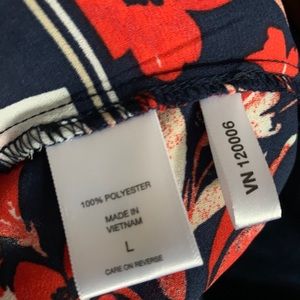 100% POLYESTER
MADE IN
VIETNAM
L
CARE ON REVERSE
VN 120006